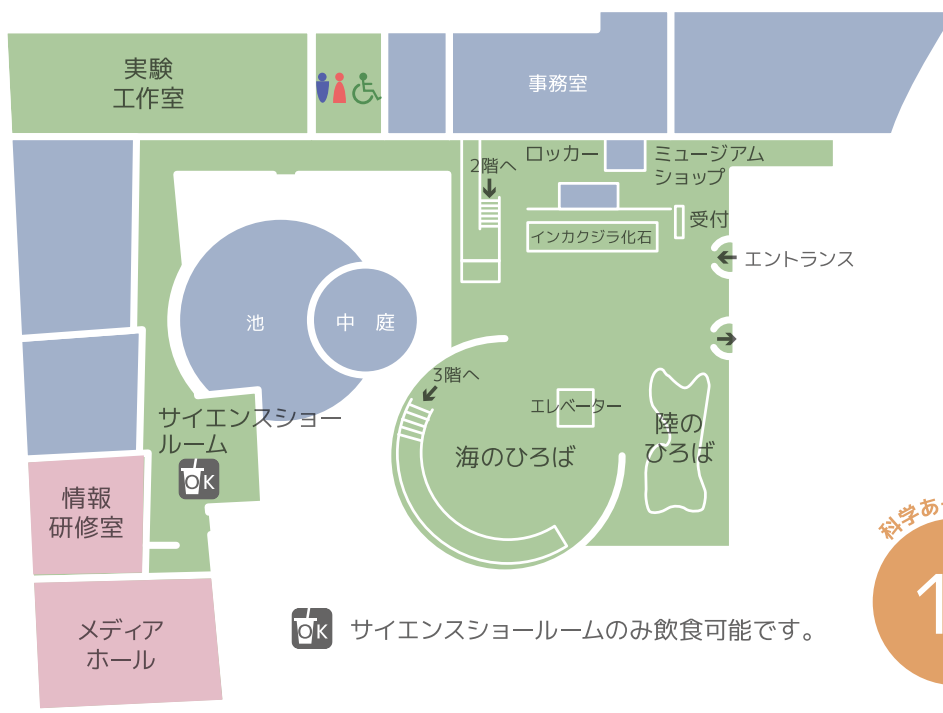 実験
工作室
事務室
ロッカー
ミュージアム
ショップ
2階へ
受付
インカクジラ化石
エントランス
池
中 庭
3階へ
エレベーター
サイエンスショー
ルーム
OK
海のひろば
陸の
ひろば
情報
研修室
メディア
ホール
OK
サイエンスショールームのみ飲食可能です。
科学あ
1